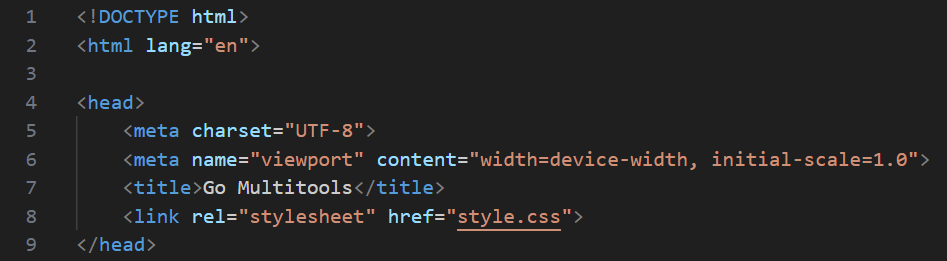 1 <!DOCTYPE html>
2 <html lang="en">
3
4 <head>
5     <meta charset="UTF-8">
6     <meta name="viewport" content="width=device-width, initial-scale=1.0">
7     <title>Go Multitools</title>
8     <link rel="stylesheet" href="style.css">
9 </head>